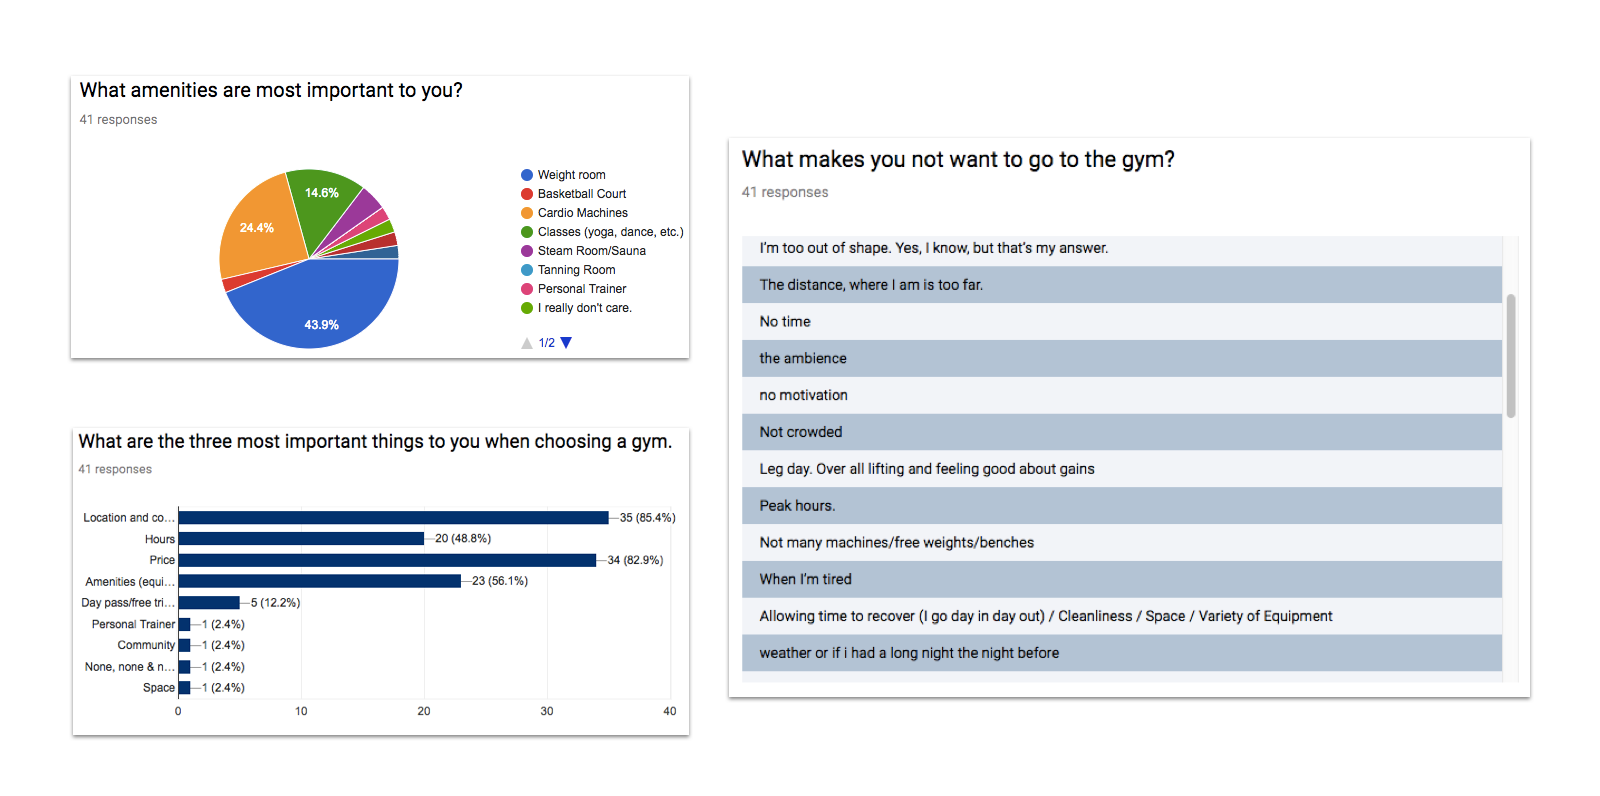 What amenities are most important to you?
41 responses
14.6%
24.4%
43.9%
Weight room
Basketball Court
Cardio Machines
Classes (yoga, dance, etc.)
Steam Room/Sauna
Tanning Room
Personal Trainer
I really don't care.
1/2
What are the three most important things to you when choosing a gym.
41 responses
Location and co... 35 (85.4%)
Hours 20 (48.8%)
Price 34 (82.9%)
Amenities (equi... 23 (56.1%)
Day pass/free tri... 5 (12.2%)
Personal Trainer 1 (2.4%)
Community 1 (2.4%)
None, none & n... 1 (2.4%)
Space 1 (2.4%)
0 10 20 30 40
What makes you not want to go to the gym?
41 responses
I'm too out of shape. Yes, I know, but that's my answer.
The distance, where I am is too far.
No time
the ambience
no motivation
Not crowded
Leg day. Over all lifting and feeling good about gains
Peak hours.
Not many machines/free weights/benches
When I'm tired
Allowing time to recover (I go day in day out) / Cleanliness / Space / Variety of Equipment
weather or if i had a long night the night before